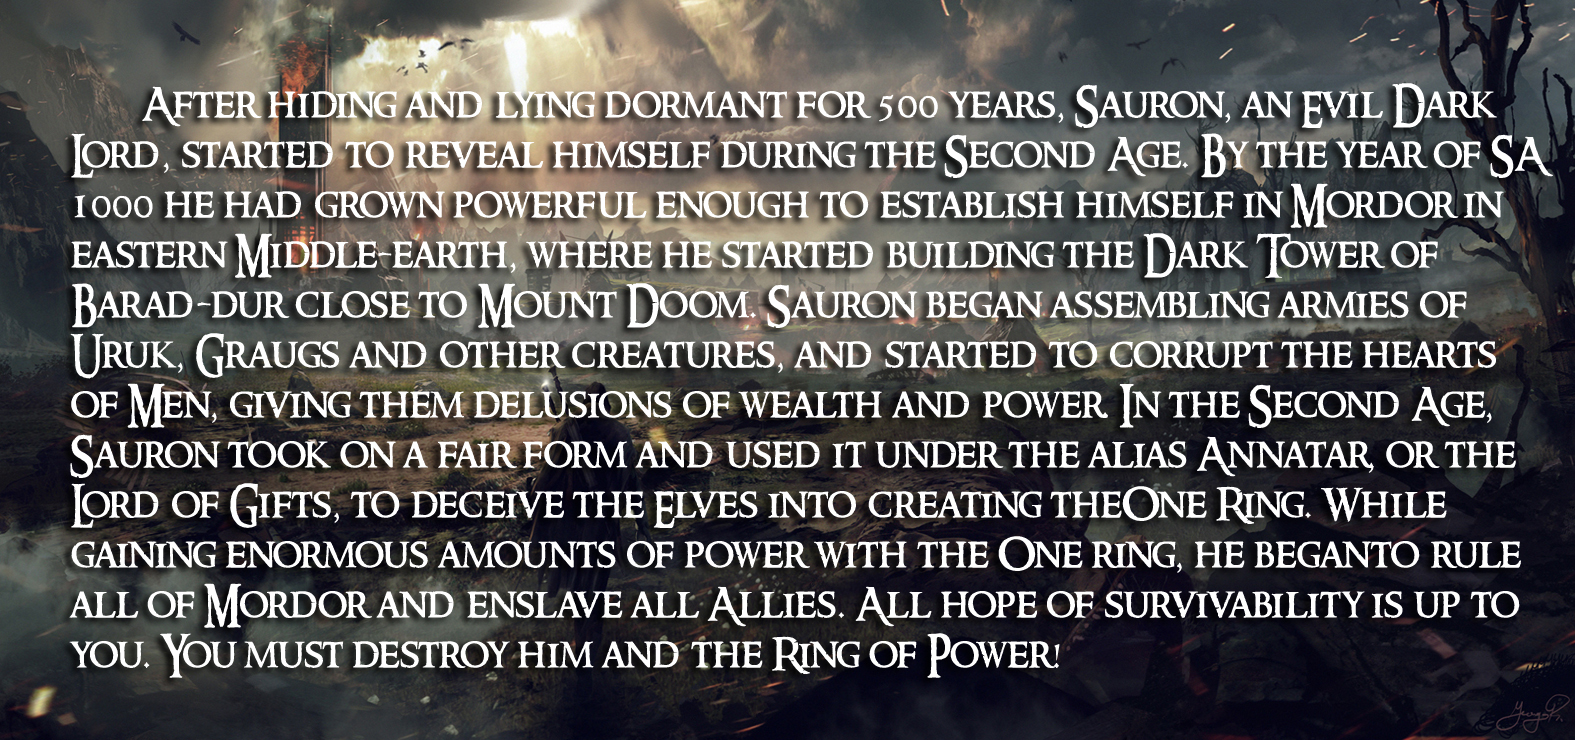 After hiding and lying dormant for 500 years, Sauron, an Evil Dark
Lord, started to reveal himself during the Second Age. By the year of SA
1000 he had grown powerful enough to establish himself in Mordor in
eastern Middle-earth, where he started building the Dark Tower of
Barad-dur close to Mount Doom. Sauron began assembling armies of
Uruk, Graugs and other creatures, and started to corrupt the hearts
of Men, giving them delusions of wealth and power. In the Second Age,
Sauron took on a fair form and used it under the alias Annatar, or the
Lord of Gifts, to deceive the Elves into creating theOne Ring. While
gaining enormous amounts of power with the One ring, he beganto rule
all of Mordor and enslave all Allies. All hope of survivability is up to
you. You must destroy him and the Ring of Power!